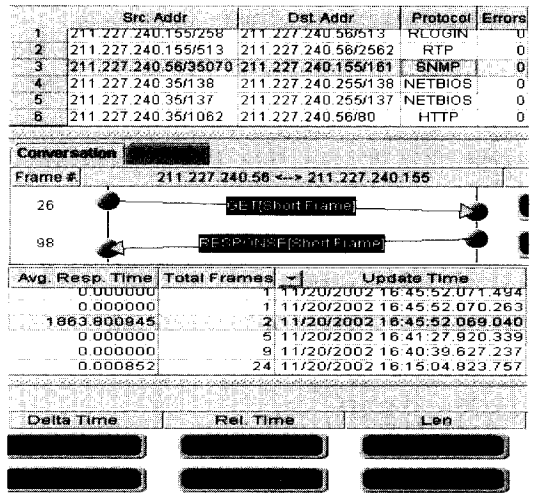 Src. Addr Dst. Addr Protocol Errors
1 211.227.240.155/258 211.227.240.56/513 RLOGIN 0
2 211.227.240.155/513 211.227.240.56/2562 RTP 0
3 211.227.240.56/35070 211.227.240.155/161 SNMP 0
4 211.227.240.35/138 211.227.240.255/138 NETBIOS 0
5 211.227.240.35/137 211.227.240.255/137 NETBIOS 0
6 211.227.240.35/1062 211.227.240.56/80 HTTP 0
Conversation
Frame # 211.227.240.56 <--> 211.227.240.155
26 GET[Short Frame]
98 RESPONSE[Short Frame]
Avg. Resp. Time Total Frames Update Time
0.000000 1 11/20/2002 16:45:52.071.494
0.000000 1 11/20/2002 16:45:52.070.263
1863.800945 2 11/20/2002 16:45:52.069.040
0.000000 5 11/20/2002 16:41:27.920.339
0.000000 9 11/20/2002 16:40:39.627.237
0.000852 24 11/20/2002 16:15:04.823.757
Delta Time Rel. Time Len